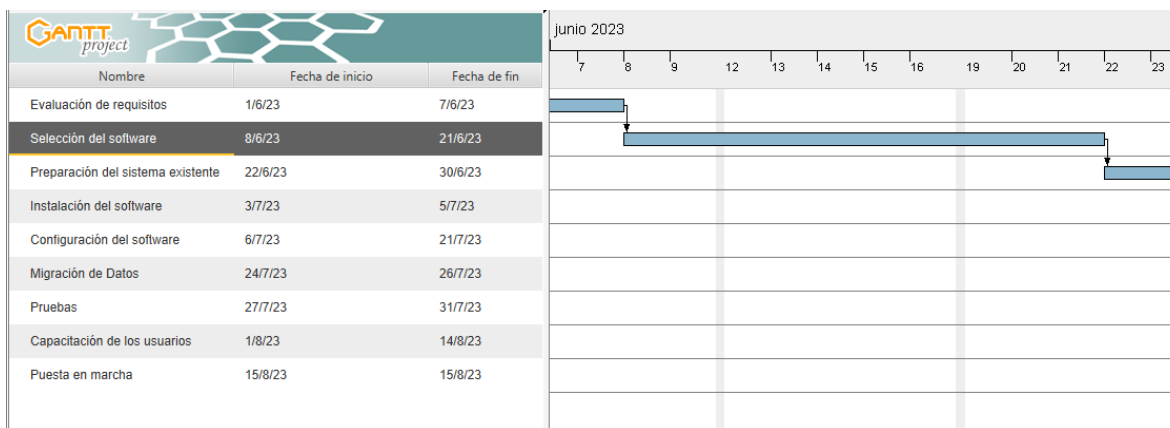 GANTT
project
junio 2023
Nombre Fecha de inicio Fecha de fin
7 8 9 12 13 14 15 16 19 20 21 22 23
Evaluación de requisitos 1/6/23 7/6/23
Selección del software 8/6/23 21/6/23
Preparación del sistema existente 22/6/23 30/6/23
Instalación del software 3/7/23 5/7/23
Configuración del software 6/7/23 21/7/23
Migración de Datos 24/7/23 26/7/23
Pruebas 27/7/23 31/7/23
Capacitación de los usuarios 1/8/23 14/8/23
Puesta en marcha 15/8/23 15/8/23